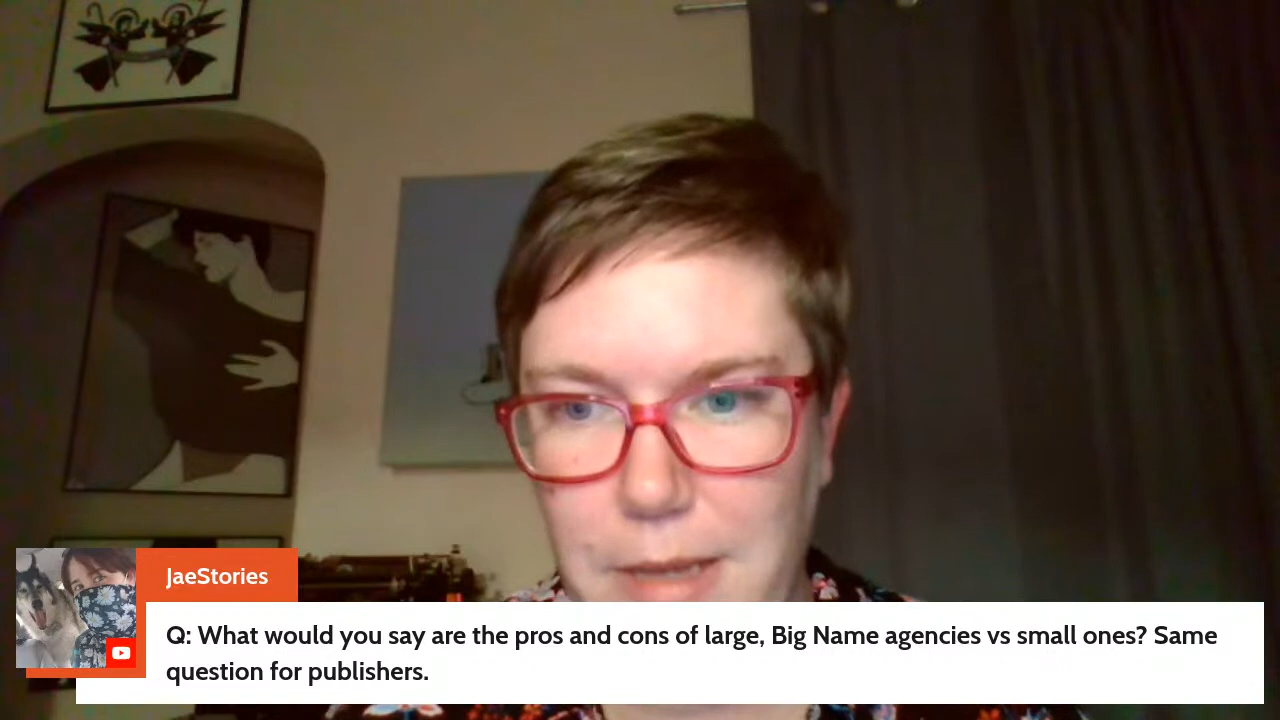 JaeStories
Q: What would you say are the pros and cons of large, Big Name agencies vs small ones? Same
question for publishers.